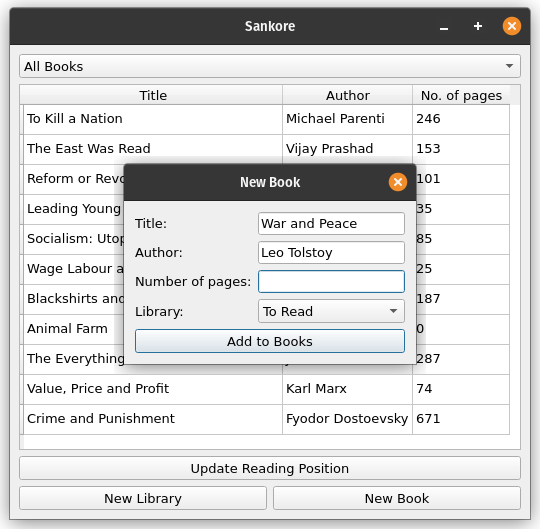 Sankore
All Books
Title Author No. of pages
To Kill a Nation Michael Parenti 246
The East Was Read Vijay Prashad 153
Reform or 101
Leading Young 35
Socialism: 85
Wage Labour 25
Blackshirts 187
Animal Farm 0
The Everything 287
Value, Price and Profit Karl Marx 74
Crime and Punishment Fyodor Dostoevsky 671
New Book
Title: War and Peace
Author: Leo Tolstoy
Number of pages:
Library: To Read
Add to Books
Update Reading Position
New Library New Book